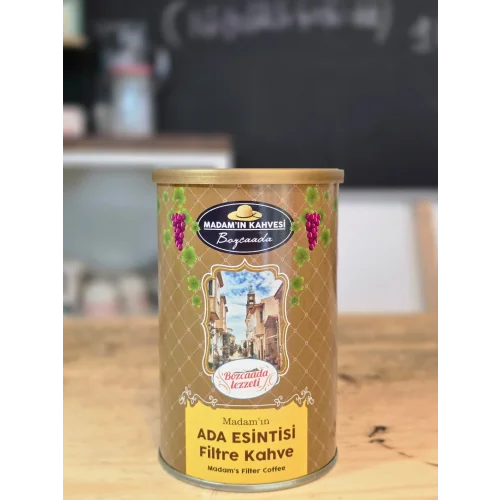 MADAM'IN KAHVESİ
Bozcaada
Bozcaada
lezzeti
Madam'ın
ADA ESİNTİSİ
Filtre Kahve
Madam's Filter Coffee